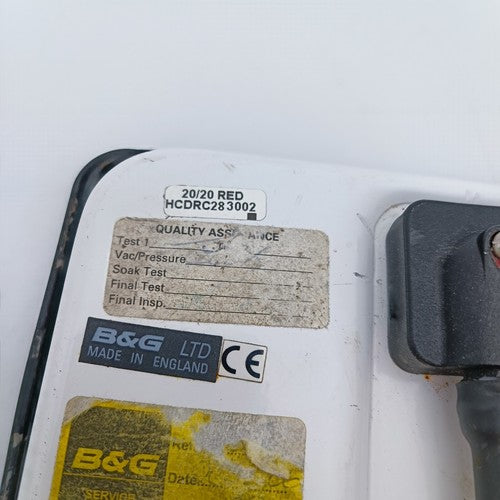 20/20 RED
HCDRC283002
QUALITY ASS ANCE
Test 1
Vac/Pressure
Soak Test
Final Test
Final Insp.
B&G LTD
MADE IN ENGLAND
CE
B&G
SERVICE
Date